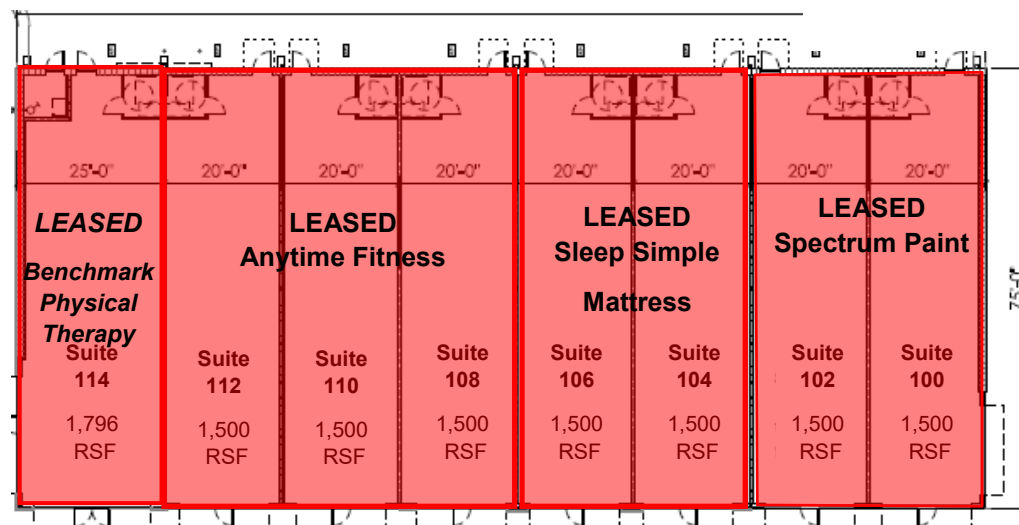 25'-0"
20'-0"
20'-0"
20'-0"
20'-0"
20'-0"
20'-0"
20'-0"
LEASED
Benchmark
Physical
Therapy
LEASED
Anytime Fitness
LEASED
Sleep Simple
Mattress
LEASED
Spectrum Paint
75'-0"
Suite
114
1,796
RSF
Suite
112
1,500
RSF
Suite
110
1,500
RSF
Suite
108
1,500
RSF
Suite
106
1,500
RSF
Suite
104
1,500
RSF
Suite
102
1,500
RSF
Suite
100
1,500
RSF